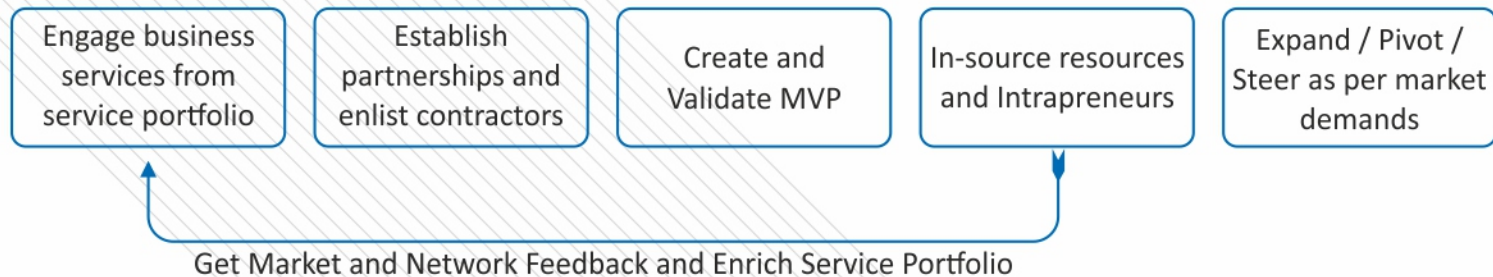 Engage business
services from
service portfolio
Establish
partnerships and
enlist contractors
Create and
Validate MVP
In-source resources
and Intrapreneurs
Expand / Pivot /
Steer as per market
demands
Get Market and Network Feedback and Enrich Service Portfolio